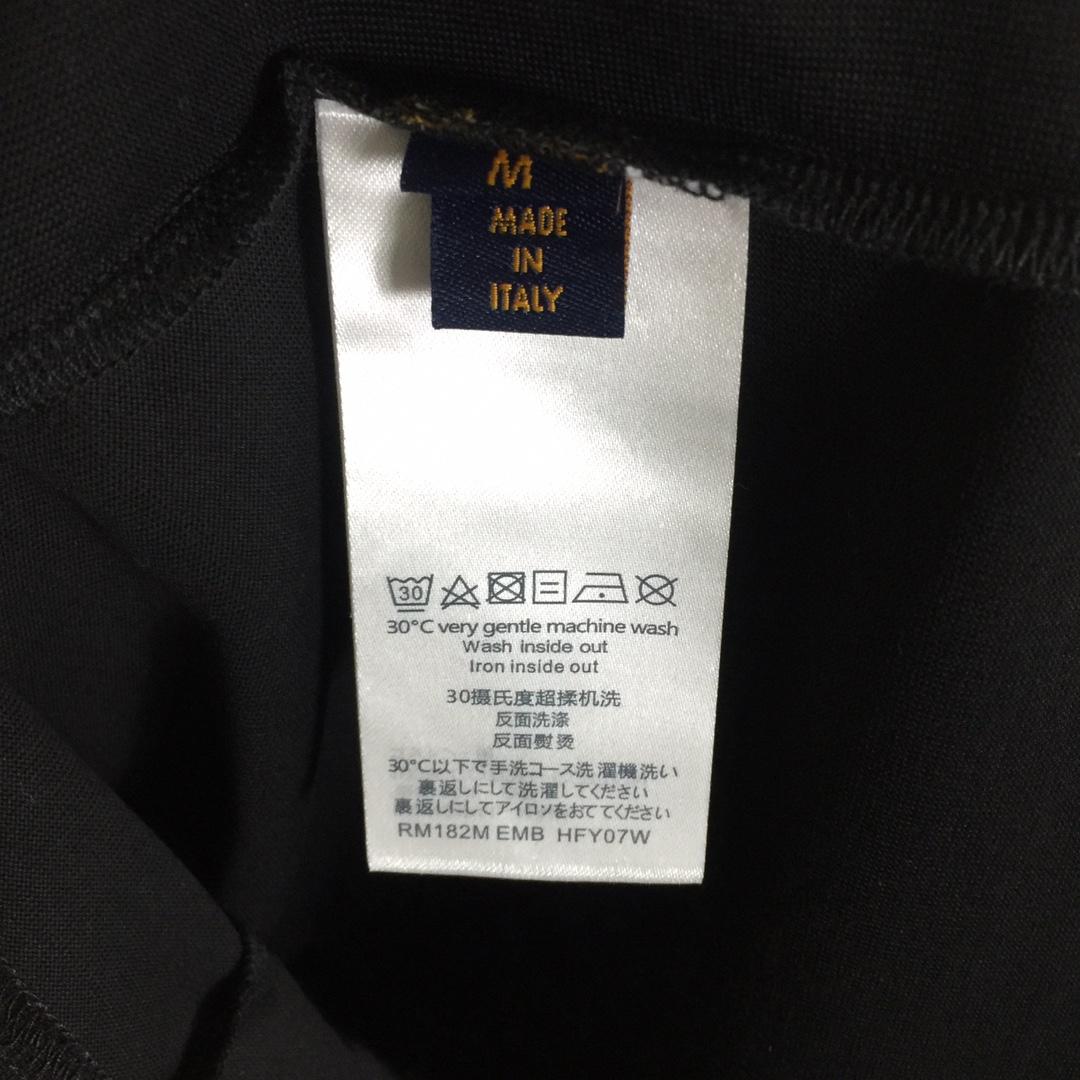 M
MADE
IN
ITALY
30
30°C very gentle machine wash
Wash inside out
Iron inside out
30摄氏度超揉机洗
反面洗涤
反面熨烫
30°C以下で手洗コース洗濯機洗い
裏返しにして洗濯してください
裏返しにしてアイロソをおててください
RM182M EMB HFY07W